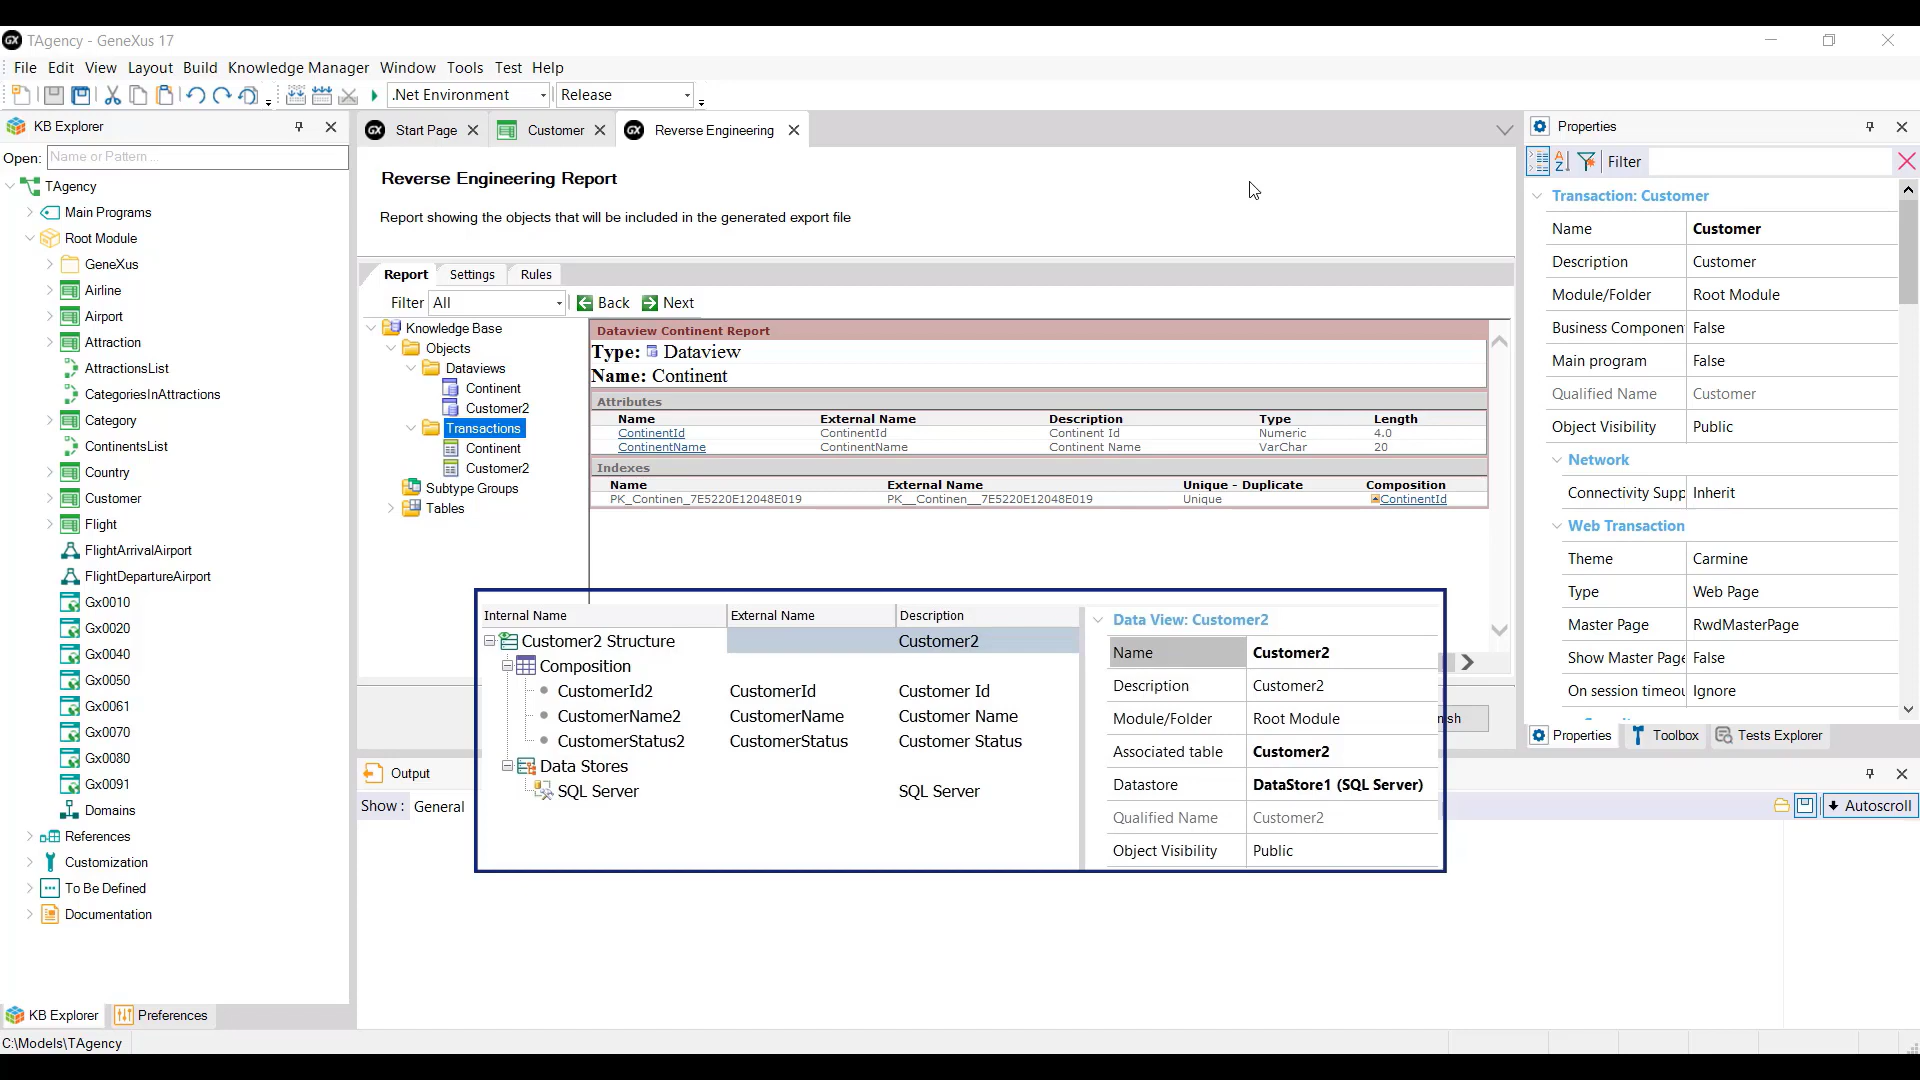 TAgency - GeneXus 17
File Edit View Layout Build Knowledge Manager Window Tools Test Help
.Net Environment Release
KB Explorer
Open: Name or Pattern ...
TAgency
Main Programs
Root Module
GeneXus
Airline
Airport
Attraction
AttractionsList
CategoriesInAttractions
Category
ContinentsList
Country
Customer
Flight
FlightArrivalAirport
FlightDepartureAirport
Gx0010
Gx0020
Gx0040
Gx0050
Gx0061
Gx0070
Gx0080
Gx0091
Domains
References
Customization
To Be Defined
Documentation
KB Explorer Preferences
C:\Models\TAgency
Start Page Customer Reverse Engineering
Reverse Engineering Report
Report showing the objects that will be included in the generated export file
Report Settings Rules
Filter All Back Next
Knowledge Base
Objects
Dataviews
Continent
Customer2
Transactions
Continent
Customer2
Subtype Groups
Tables
Dataview Continent Report
Type: Dataview
Name: Continent
Attributes
Name External Name Description Type Length
ContinentId ContinentId Continent Id Numeric 4.0
ContinentName ContinentName Continent Name VarChar 20
Indexes
Name External Name Unique - Duplicate Composition
PK_Continen_7E5220E12048E019 PK__Continen__7E5220E12048E019 Unique ContinentId
Internal Name External Name Description
Customer2 Structure Customer2
Composition
CustomerId2 CustomerId Customer Id
CustomerName2 CustomerName Customer Name
CustomerStatus2 CustomerStatus Customer Status
Data Stores
SQL Server SQL Server
Data View: Customer2
Name Customer2
Description Customer2
Module/Folder Root Module
Associated table Customer2
Datastore DataStore1 (SQL Server)
Qualified Name Customer2
Object Visibility Public
nish
Output
Show : General
Autoscroll
Properties
Filter
Transaction: Customer
Name Customer
Description Customer
Module/Folder Root Module
Business Componen False
Main program False
Qualified Name Customer
Object Visibility Public
Network
Connectivity Supp Inherit
Web Transaction
Theme Carmine
Type Web Page
Master Page RwdMasterPage
Show Master Page False
On session timeou Ignore
Properties Toolbox Tests Explorer